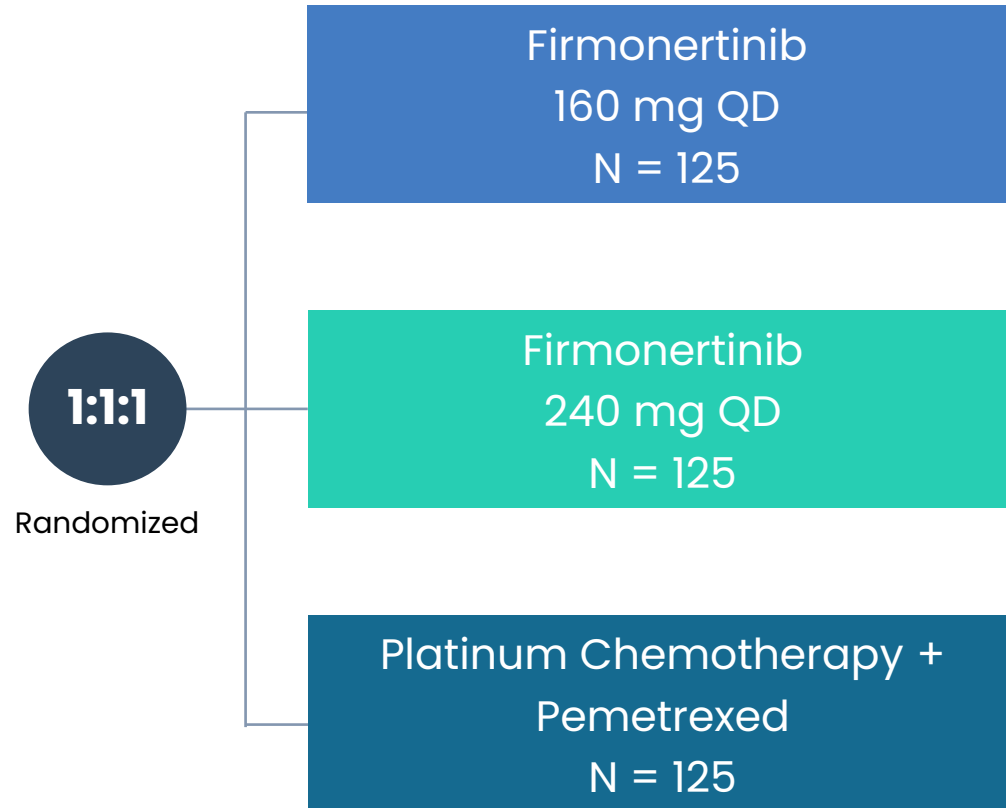 Firmonertinib
160 mg QD
N = 125
Firmonertinib
240 mg QD
N = 125
1:1:1
Randomized
Platinum Chemotherapy +
Pemetrexed
N = 125